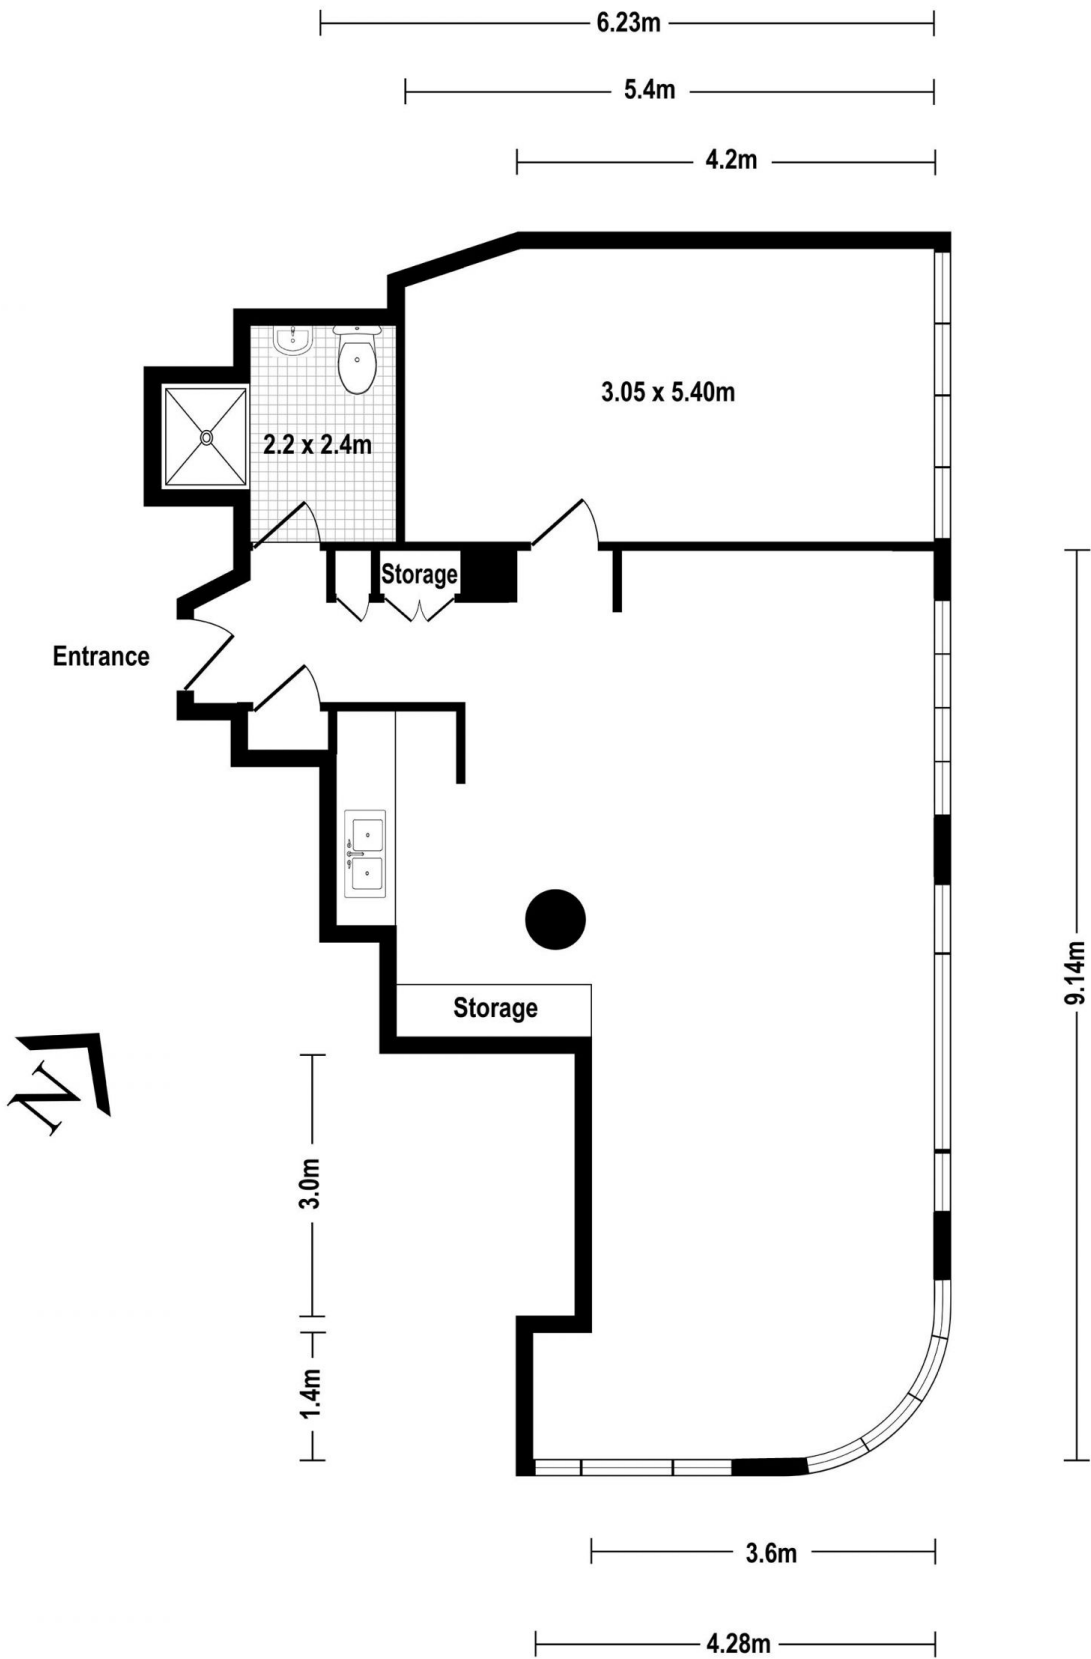 6.23m
5.4m
4.2m
3.05 x 5.40m
2.2 x 2.4m
Storage
Entrance
9.14m
Storage
N
3.0m
1.4m
3.6m
4.28m